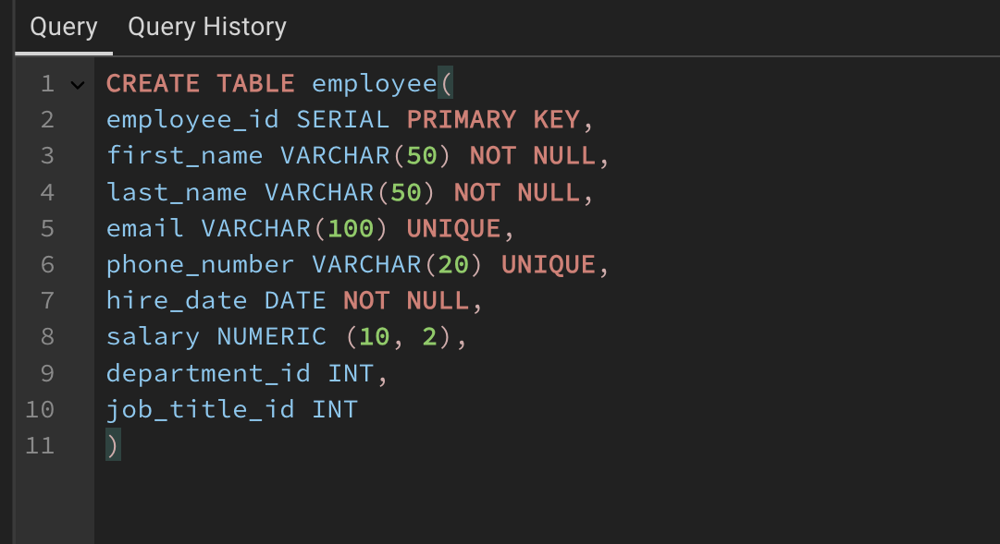 Query Query History
1 CREATE TABLE employee(
2 employee_id SERIAL PRIMARY KEY,
3 first_name VARCHAR(50) NOT NULL,
4 last_name VARCHAR(50) NOT NULL,
5 email VARCHAR(100) UNIQUE,
6 phone_number VARCHAR(20) UNIQUE,
7 hire_date DATE NOT NULL,
8 salary NUMERIC (10, 2),
9 department_id INT,
10 job_title_id INT
11 )